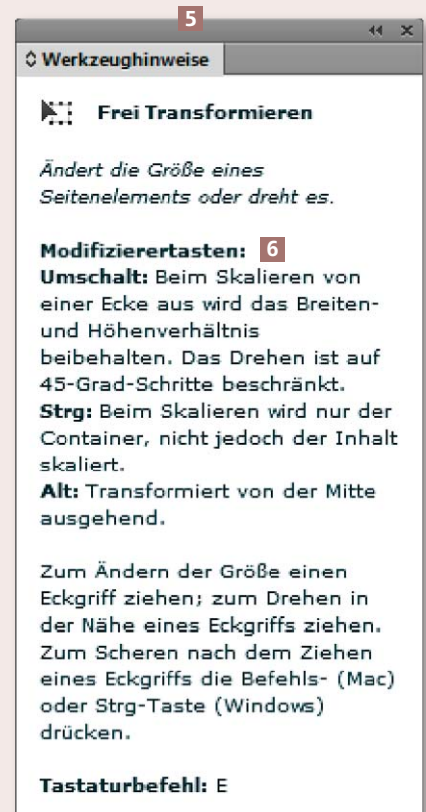 5
Werkzeughinweise
Frei Transformieren
Ändert die Größe eines
Seitenelements oder dreht es.
Modifizierertasten: 6
Umschalt: Beim Skalieren von
einer Ecke aus wird das Breiten-
und Höhenverhältnis
beibehalten. Das Drehen ist auf
45-Grad-Schritte beschränkt.
Strg: Beim Skalieren wird nur der
Container, nicht jedoch der Inhalt
skaliert.
Alt: Transformiert von der Mitte
ausgehend.
Zum Ändern der Größe einen
Eckgriff ziehen; zum Drehen in
der Nähe eines Eckgriffs ziehen.
Zum Scheren nach dem Ziehen
eines Eckgriffs die Befehls- (Mac)
oder Strg-Taste (Windows)
drücken.
Tastaturbefehl: E